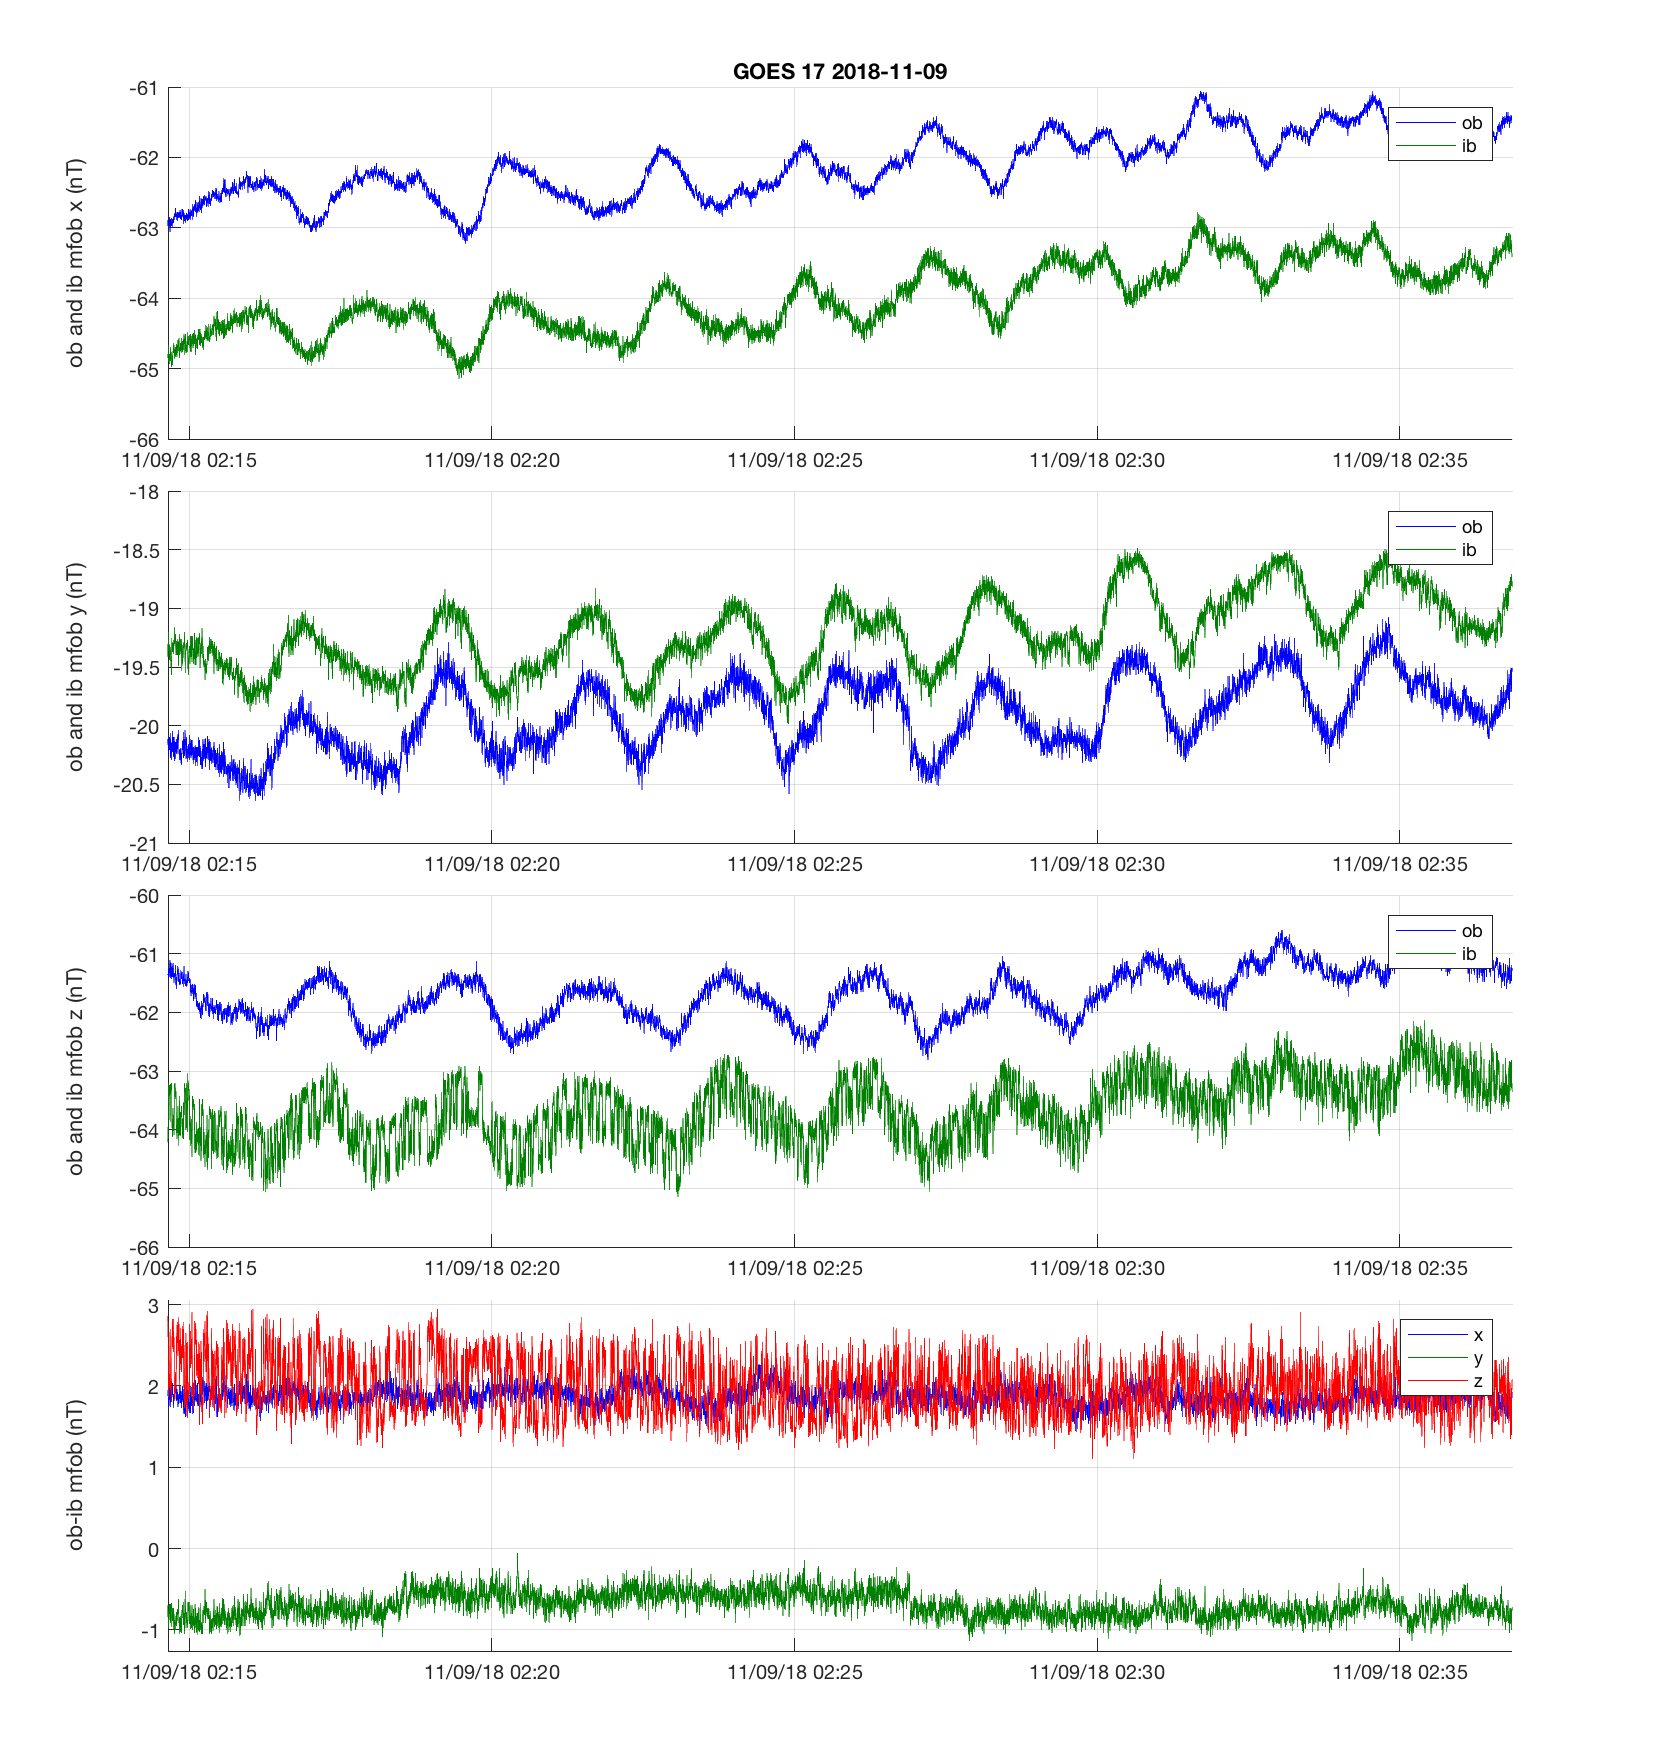 GOES 17 2018-11-09
ob and ib mfob x (nT)
-61
-62
-63
-64
-65
-66
ob
ib
11/09/18 02:15 11/09/18 02:20 11/09/18 02:25 11/09/18 02:30 11/09/18 02:35
ob and ib mfob y (nT)
-18
-18.5
-19
-19.5
-20
-20.5
-21
ob
ib
11/09/18 02:15 11/09/18 02:20 11/09/18 02:25 11/09/18 02:30 11/09/18 02:35
ob and ib mfob z (nT)
-60
-61
-62
-63
-64
-65
-66
ob
ib
11/09/18 02:15 11/09/18 02:20 11/09/18 02:25 11/09/18 02:30 11/09/18 02:35
ob-ib mfob (nT)
3
2
1
0
-1
x
y
z
11/09/18 02:15 11/09/18 02:20 11/09/18 02:25 11/09/18 02:30 11/09/18 02:35